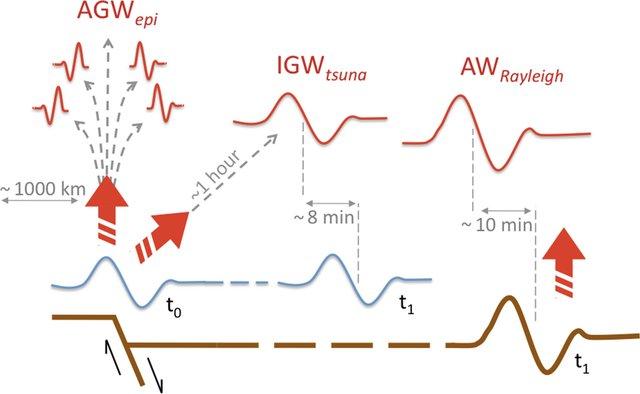 AGWepi
IGWtsuna
AWRayleigh
~ 1000 km
~1 hour
~ 8 min
~ 10 min
t0
t1
t1